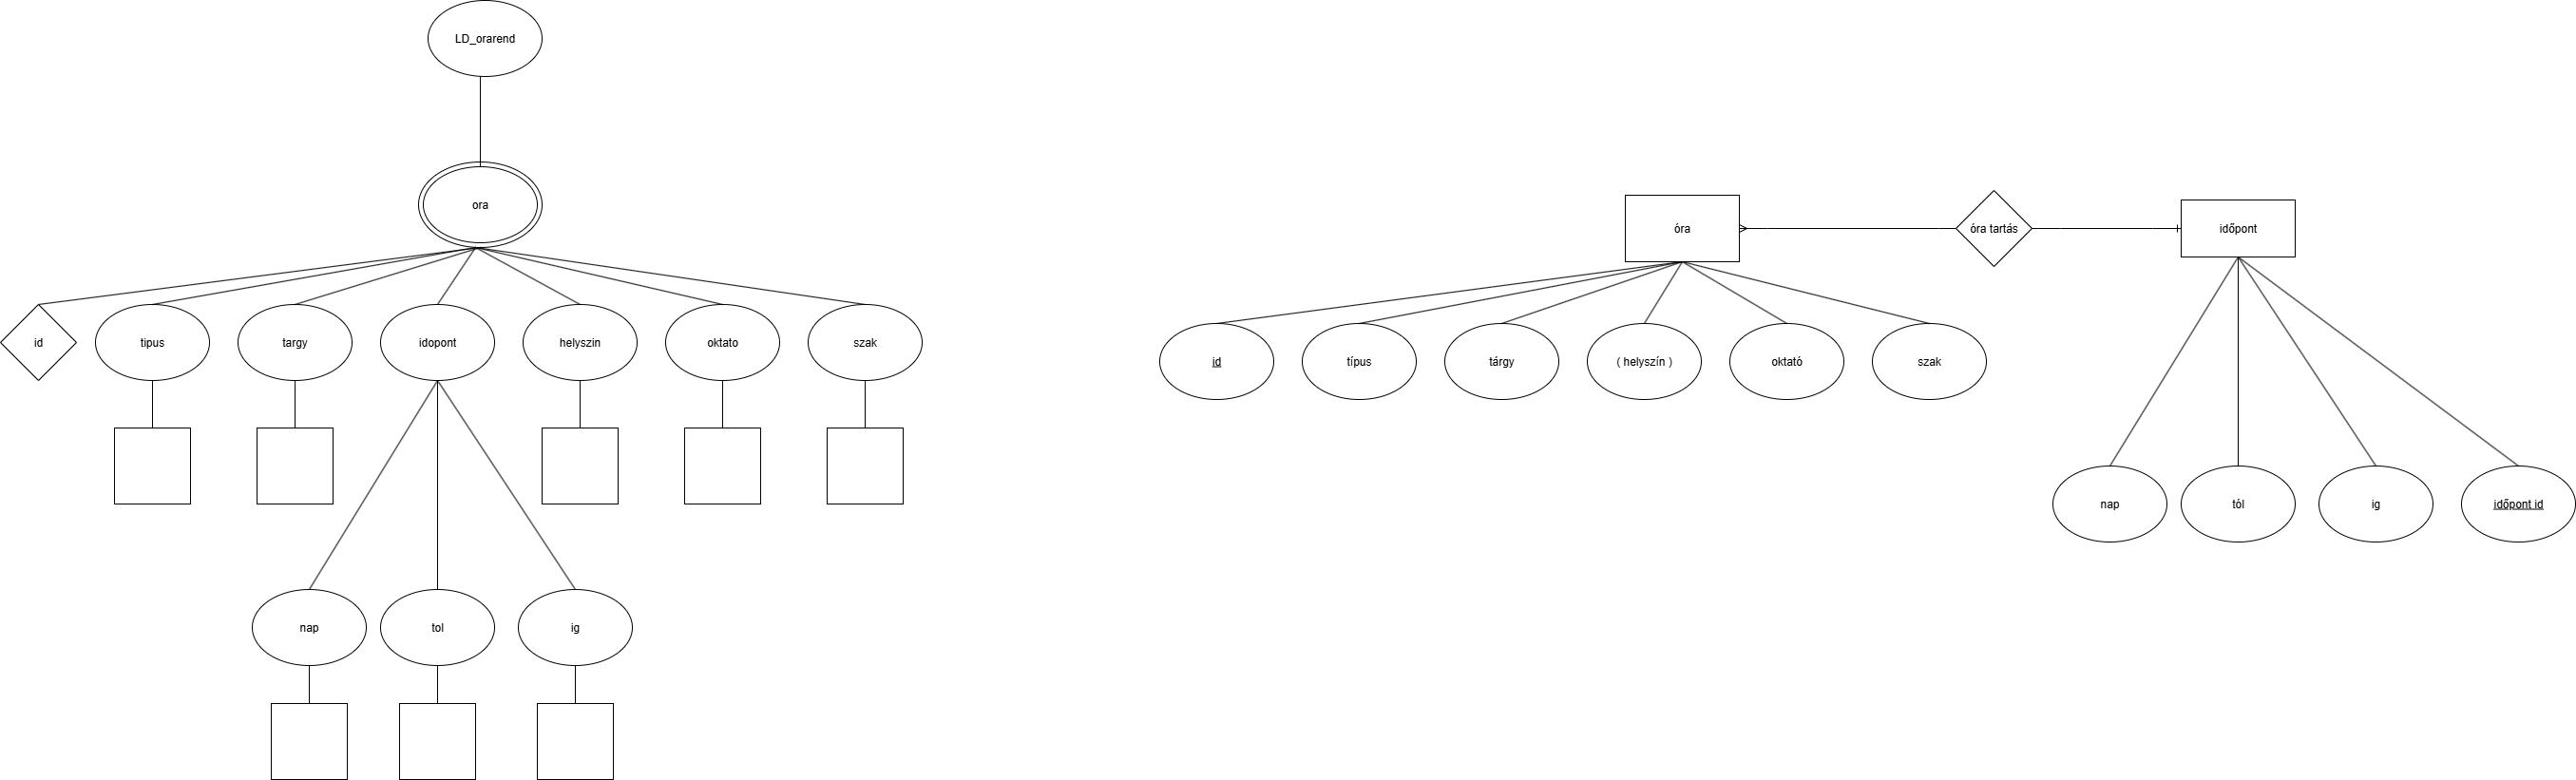 LD_orarend
ora
id
tipus
targy
idopont
helyszin
oktato
szak
nap
tol
ig
óra
óra tartás
időpont
id
típus
tárgy
( helyszín )
oktató
szak
nap
tól
ig
időpont id